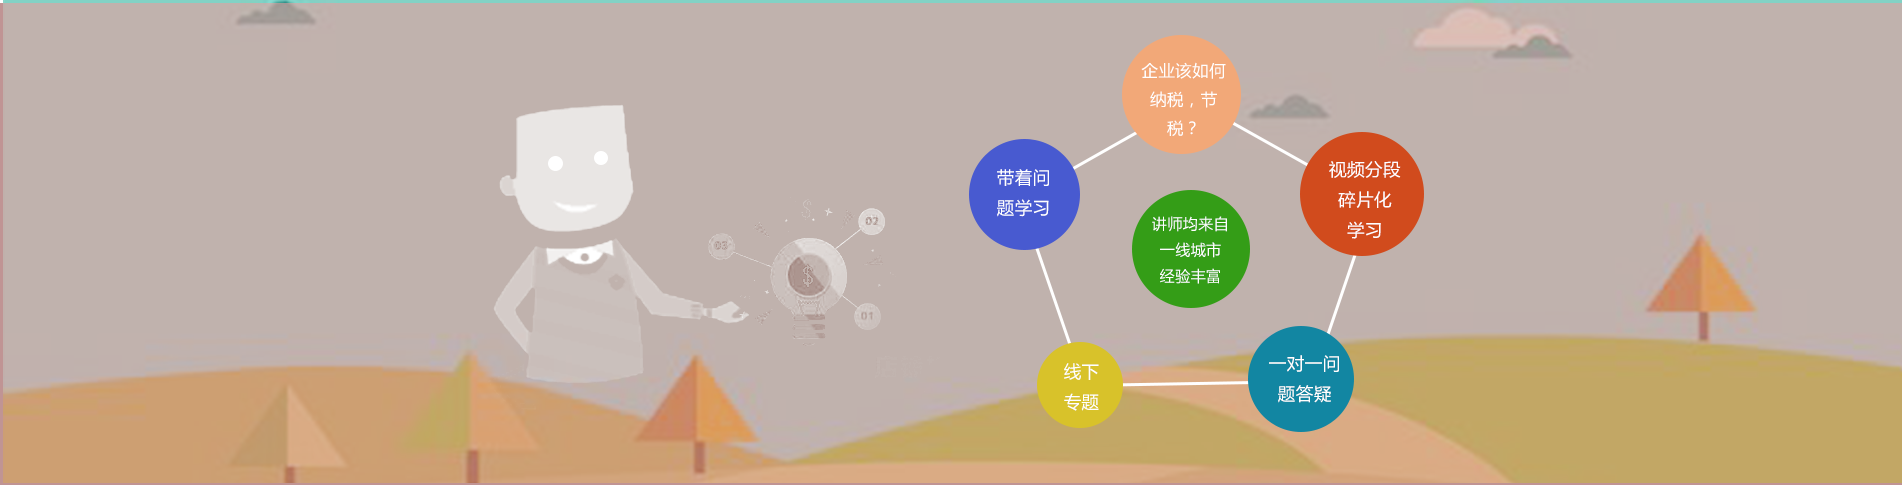 企业该如何
纳税，节
税？
带着问
题学习
视频分段
碎片化
学习
讲师均来自
一线城市
经验丰富
线下
专题
一对一问
题答疑
02
03
01
$
$